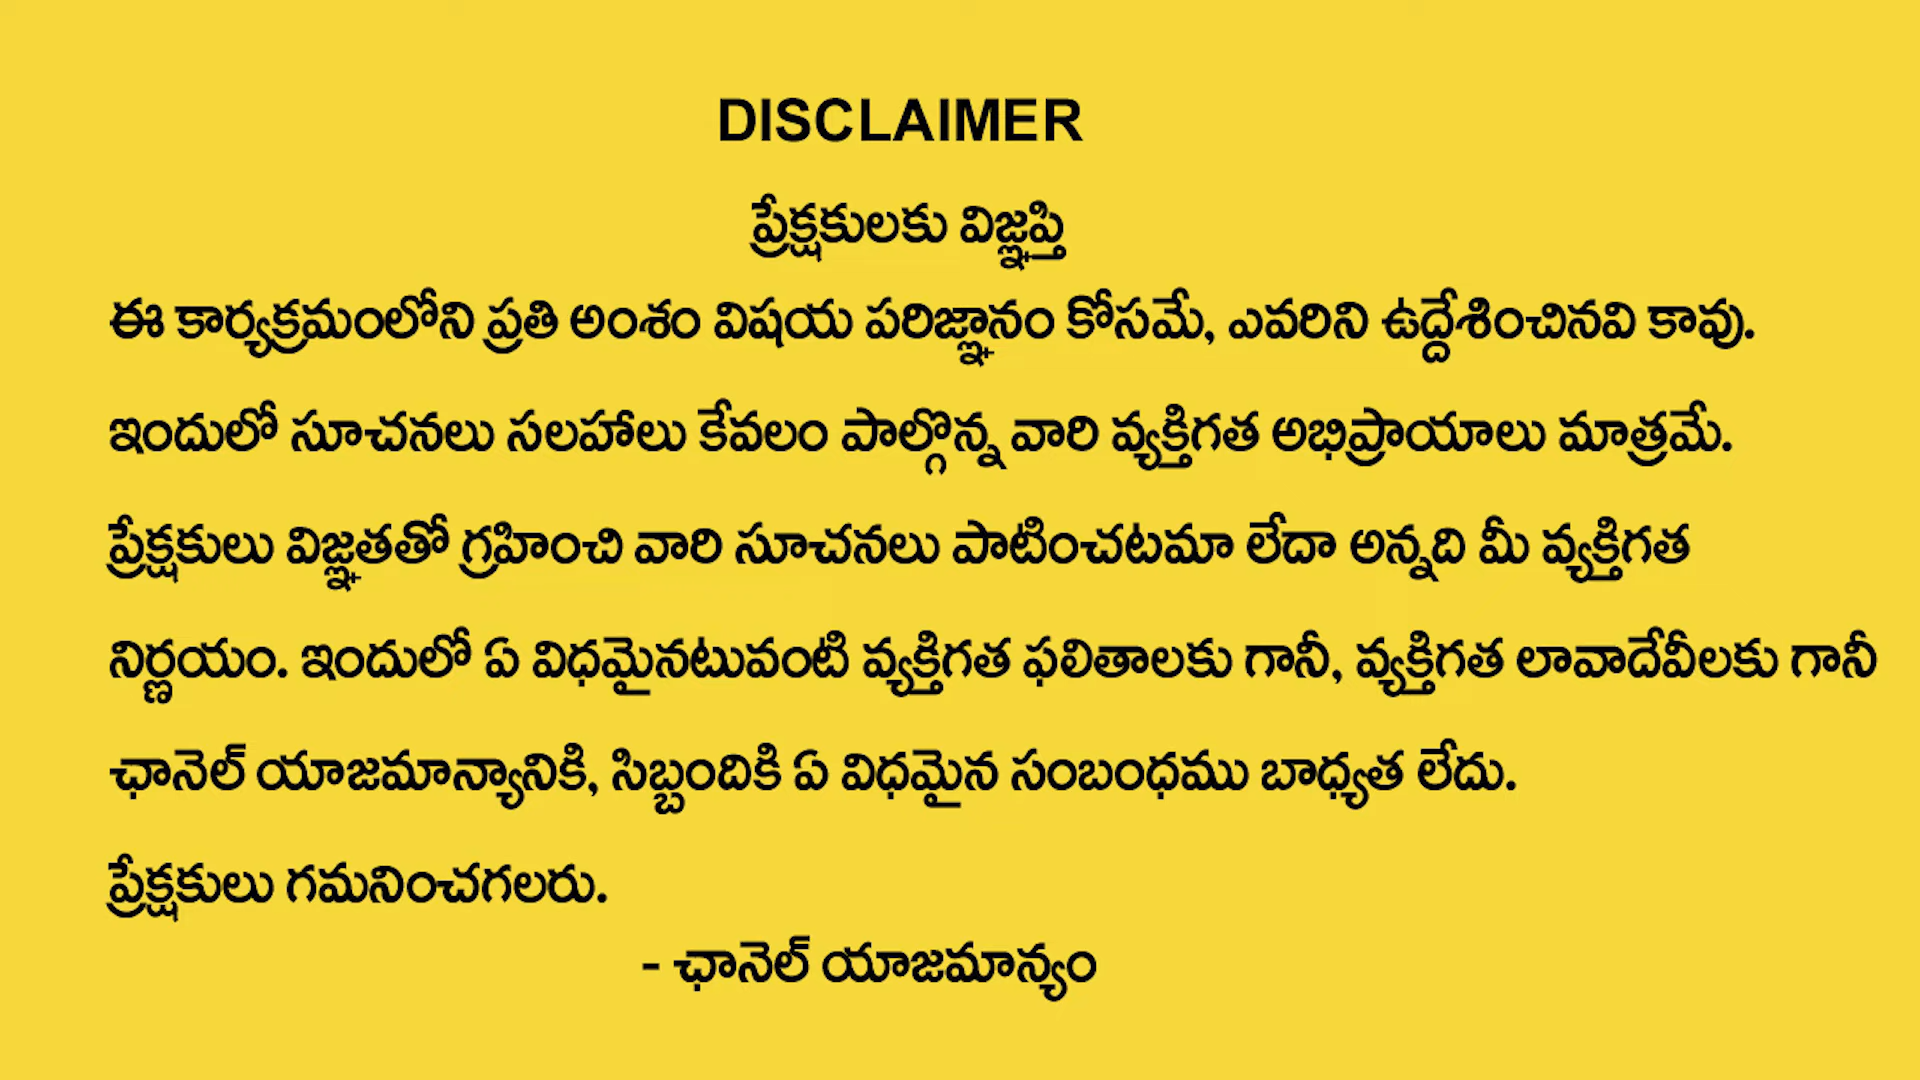 DISCLAIMER
ప్రేక్షకులకు విజ్ఞప్తి
ఈ కార్యక్రమంలోని ప్రతి అంశం విషయ పరిజ్ఞానం కోసమే, ఎవరిని ఉద్దేశించినవి కావు.
ఇందులో సూచనలు సలహాలు కేవలం పాల్గొన్న వారి వ్యక్తిగత అభిప్రాయాలు మాత్రమే.
ప్రేక్షకులు విజ్ఞతతో గ్రహించి వారి సూచనలు పాటించటమా లేదా అన్నది మీ వ్యక్తిగత
నిర్ణయం. ఇందులో ఏ విధమైనటువంటి వ్యక్తిగత ఫలితాలకు గానీ, వ్యక్తిగత లావాదేవీలకు గానీ
ఛానెల్ యాజమాన్యానికి, సిబ్బందికి ఏ విధమైన సంబంధము బాధ్యత లేదు.
ప్రేక్షకులు గమనించగలరు.
- ఛానెల్ యాజమాన్యం